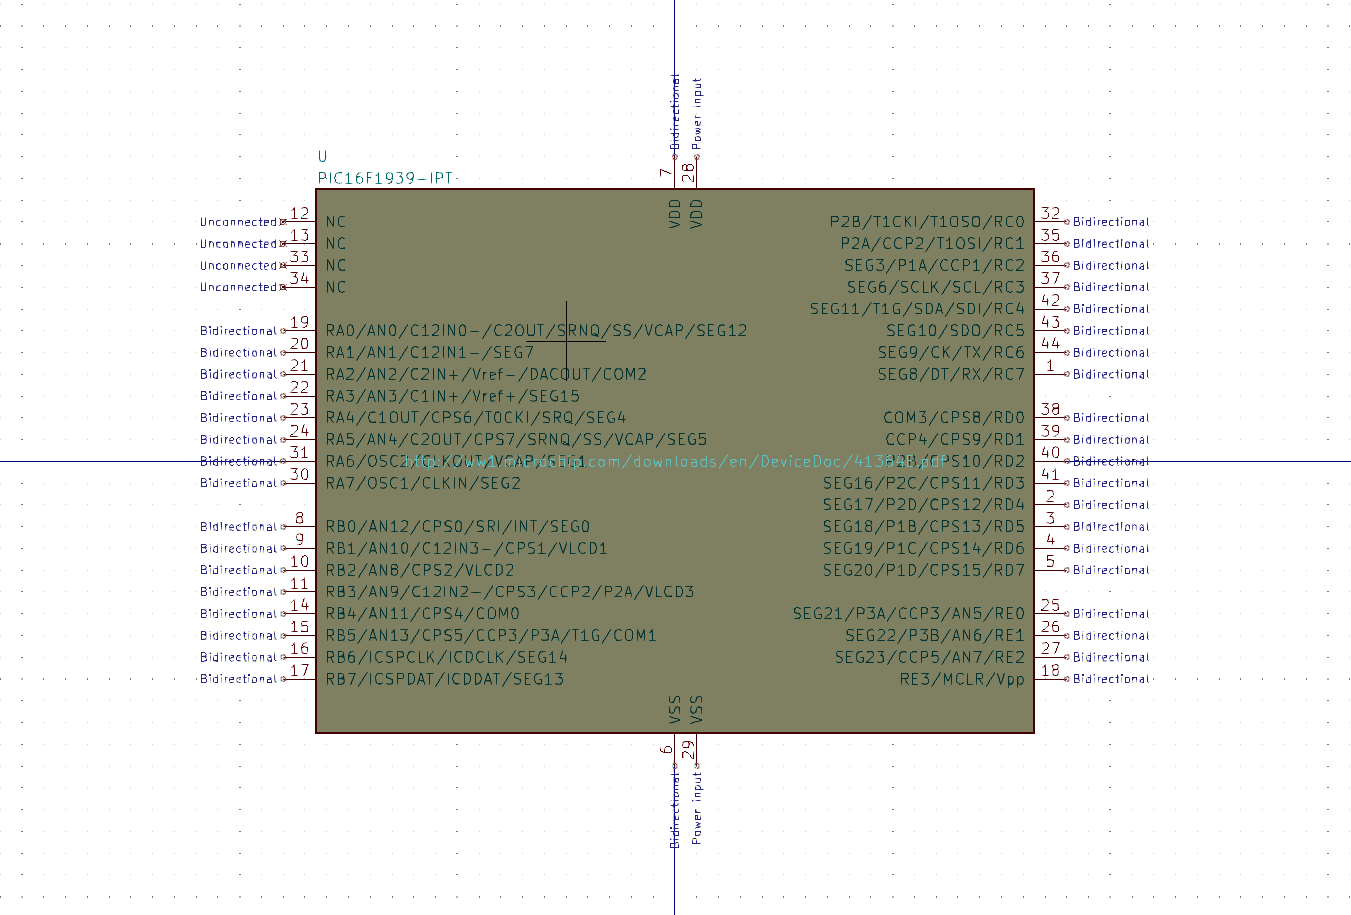 Bidirectional
Power input
7
28
U
PIC16F1939-IPT
VDD
VDD
Unconnected 12 NC
Unconnected 13 NC
Unconnected 33 NC
Unconnected 34 NC
Bidirectional 19 RA0/AN0/C12IN0-/C2OUT/SRNQ/SS/VCAP/SEG12
Bidirectional 20 RA1/AN1/C12IN1-/SEG7
Bidirectional 21 RA2/AN2/C2IN+/Vref-/DACOUT/COM2
Bidirectional 22 RA3/AN3/C1IN+/Vref+/SEG15
Bidirectional 23 RA4/C1OUT/CPS6/T0CKI/SRQ/SEG4
Bidirectional 24 RA5/AN4/C2OUT/CPS7/SRNQ/SS/VCAP/SEG5
Bidirectional 31 RA6/OSC2/CLKOUT/VCAP/SEG1
Bidirectional 30 RA7/OSC1/CLKIN/SEG2
Bidirectional 8 RB0/AN12/CPS0/SRI/INT/SEG0
Bidirectional 9 RB1/AN10/C12IN3-/CPS1/VLCD1
Bidirectional 10 RB2/AN8/CPS2/VLCD2
Bidirectional 11 RB3/AN9/C12IN2-/CPS3/CCP2/P2A/VLCD3
Bidirectional 14 RB4/AN11/CPS4/COM0
Bidirectional 15 RB5/AN13/CPS5/CCP3/P3A/T1G/COM1
Bidirectional 16 RB6/ICSPCLK/ICDCLK/SEG14
Bidirectional 17 RB7/ICSPDAT/ICDDAT/SEG13
P2B/T1CKI/T1OSO/RC0 32 Bidirectional
P2A/CCP2/T1OSI/RC1 35 Bidirectional
SEG3/P1A/CCP1/RC2 36 Bidirectional
SEG6/SCLK/SCL/RC3 37 Bidirectional
SEG11/T1G/SDA/SDI/RC4 42 Bidirectional
SEG10/SDO/RC5 43 Bidirectional
SEG9/CK/TX/RC6 44 Bidirectional
SEG8/DT/RX/RC7 1 Bidirectional
COM3/CPS8/RD0 38 Bidirectional
CCP4/CPS9/RD1 39 Bidirectional
P2B/CPS10/RD2 40 Bidirectional
SEG16/P2C/CPS11/RD3 41 Bidirectional
SEG17/P2D/CPS12/RD4 2 Bidirectional
SEG18/P1B/CPS13/RD5 3 Bidirectional
SEG19/P1C/CPS14/RD6 4 Bidirectional
SEG20/P1D/CPS15/RD7 5 Bidirectional
SEG21/P3A/CCP3/AN5/RE0 25 Bidirectional
SEG22/P3B/AN6/RE1 26 Bidirectional
SEG23/CCP5/AN7/RE2 27 Bidirectional
RE3/MCLR/Vpp 18 Bidirectional
VSS
VSS
6
29
Bidirectional
Power input